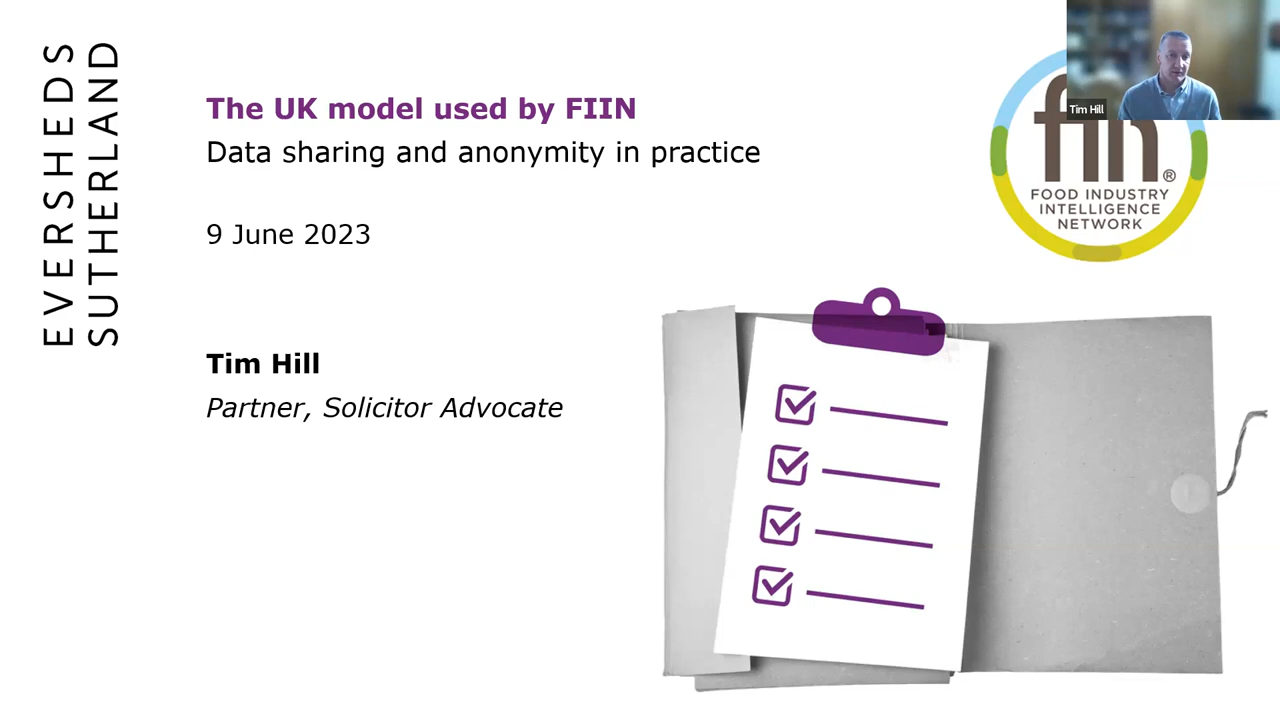 EVERSHEDS
SUTHERLAND
The UK model used by FIIN
Data sharing and anonymity in practice
9 June 2023
Tim Hill
Partner, Solicitor Advocate
Tim Hill
fiin®
FOOD INDUSTRY
INTELLIGENCE
NETWORK